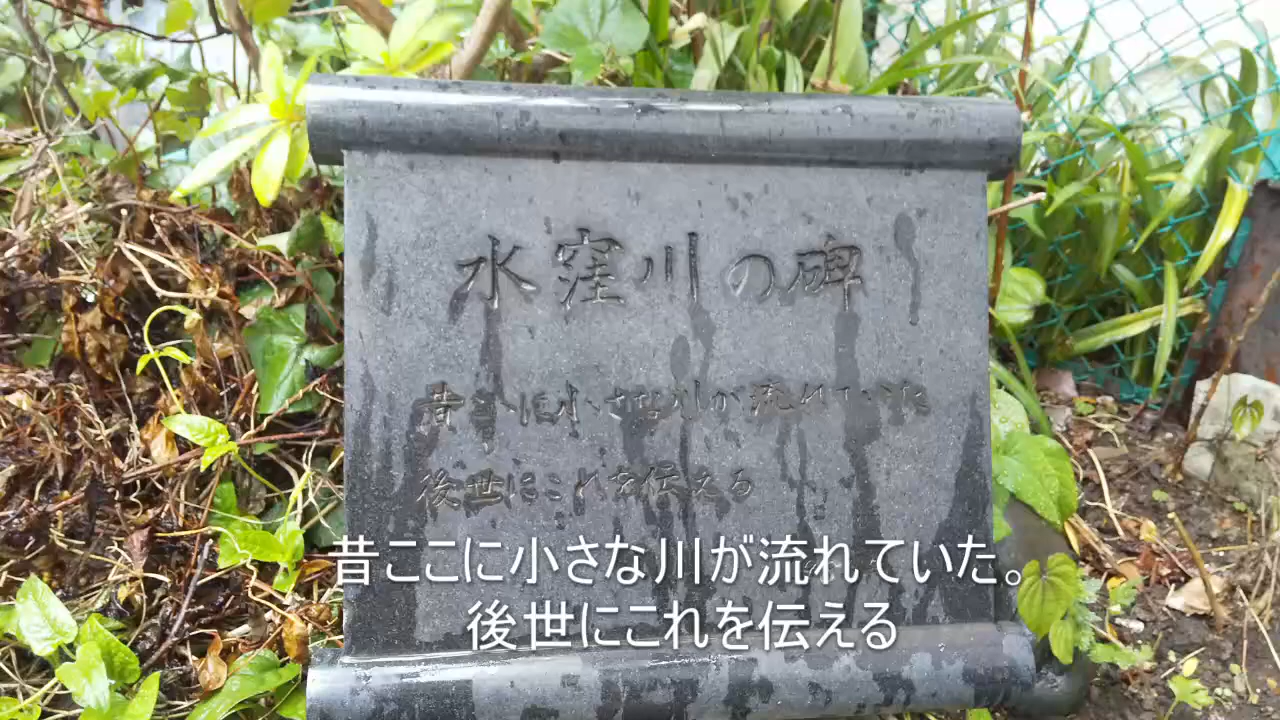 水窪川の碑
昔ここに小さな川が流れていた
後世にこれを伝える
昔ここに小さな川が流れていた。
後世にこれを伝える